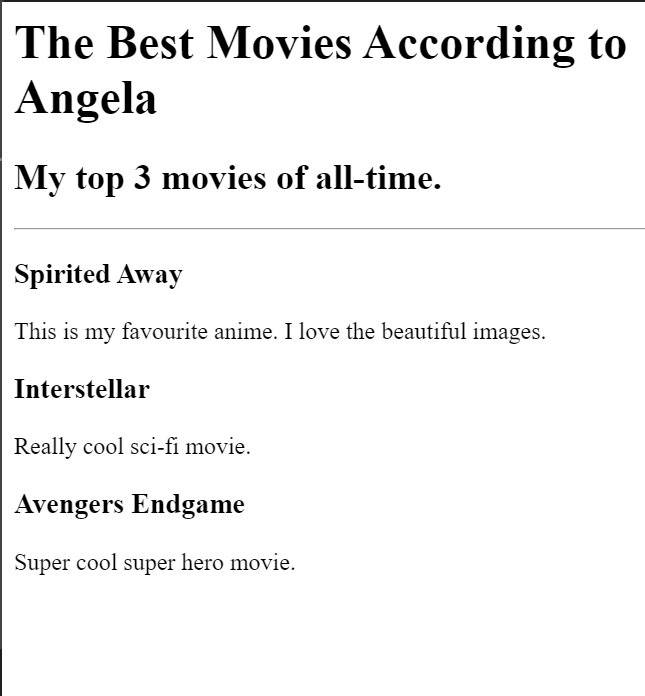 The Best Movies According to
Angela
My top 3 movies of all-time.
Spirited Away
This is my favourite anime. I love the beautiful images.
Interstellar
Really cool sci-fi movie.
Avengers Endgame
Super cool super hero movie.